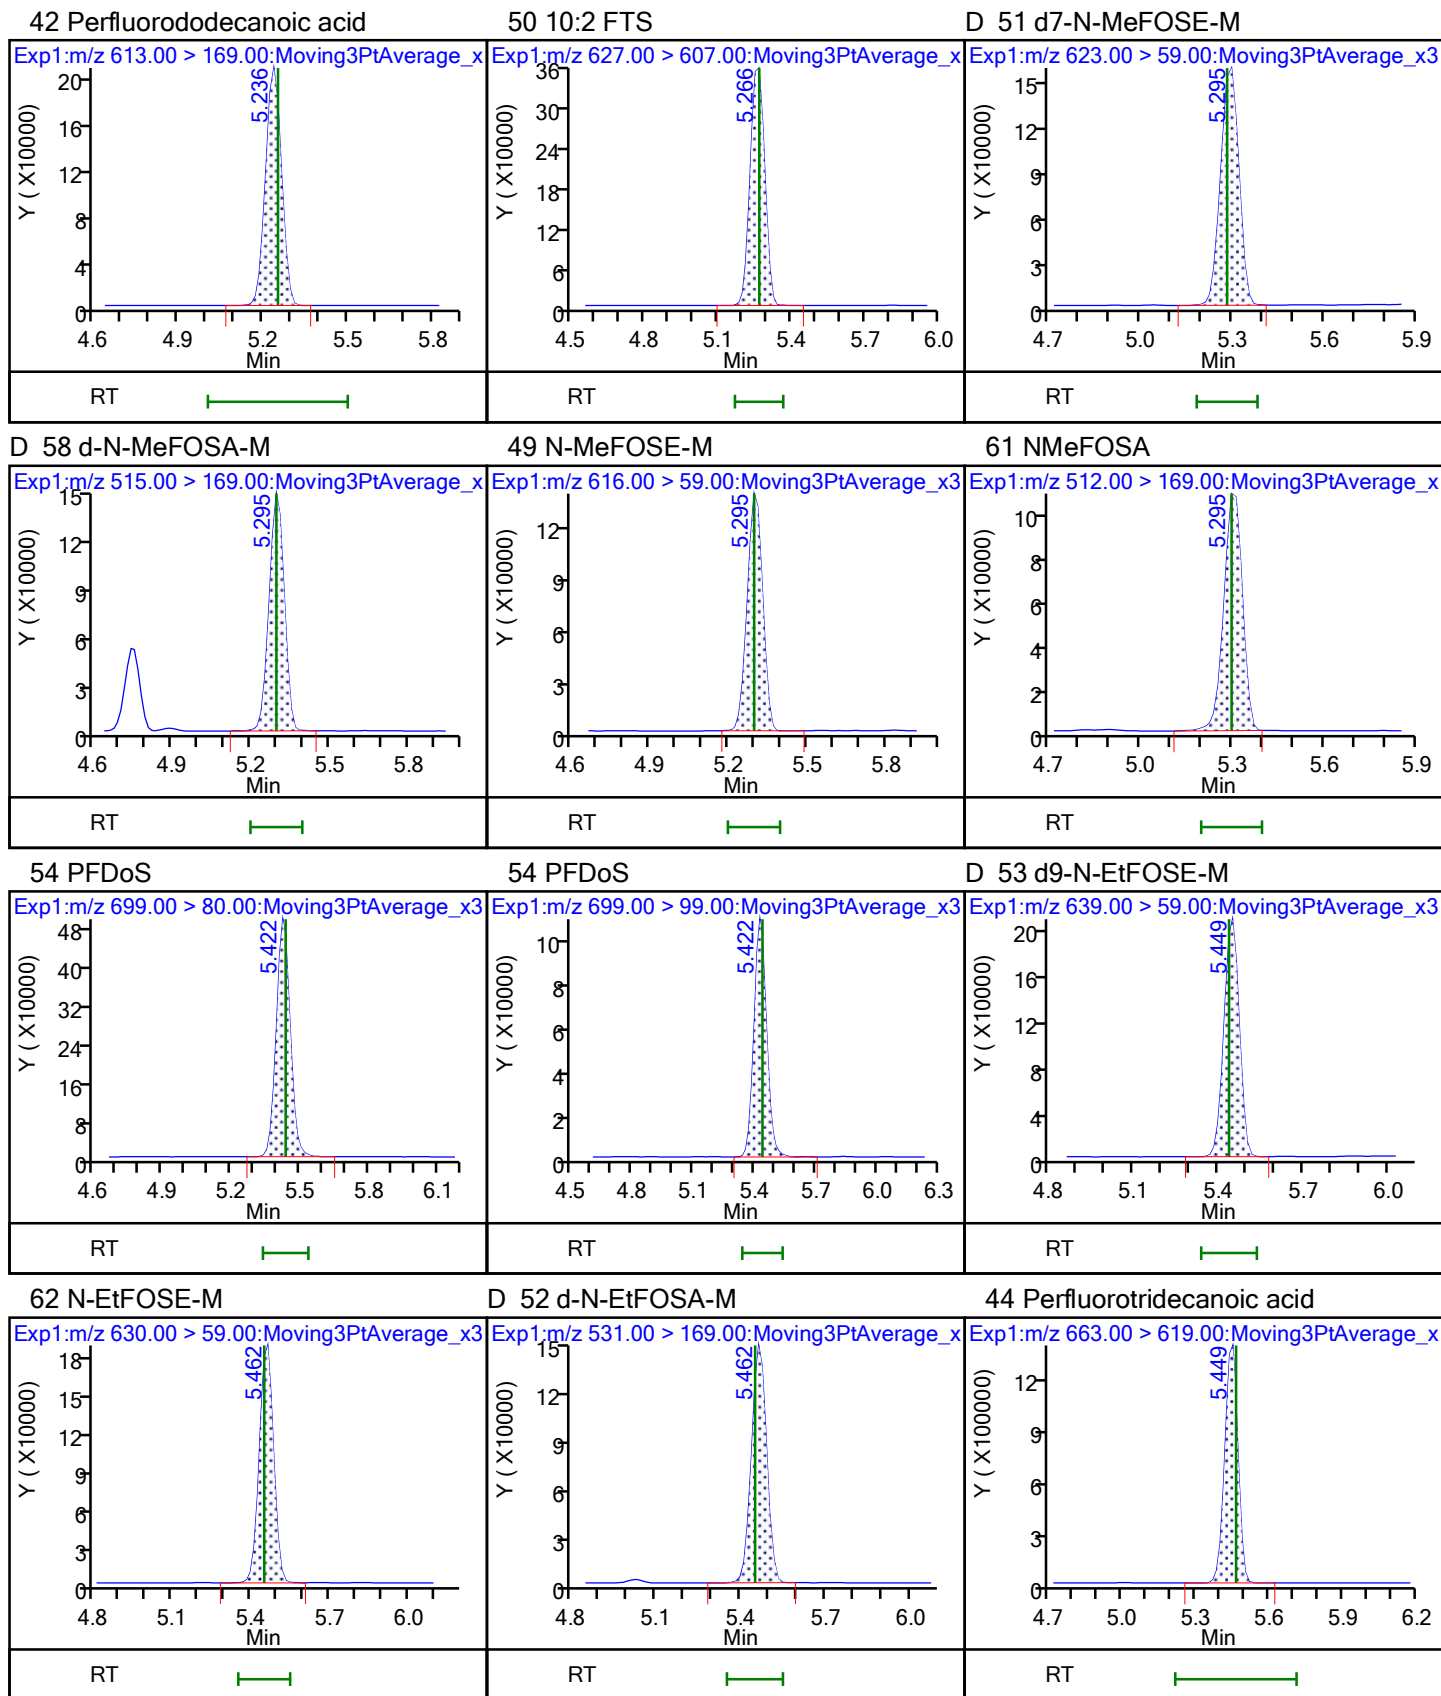 42 Perfluorododecanoic acid
Exp1:m/z 613.00 > 169.00:Moving3PtAverage_x
5.236
Y ( X10000)
20
16
12
8
4
0
4.6 4.9 5.2 5.5 5.8
Min
RT
50 10:2 FTS
Exp1:m/z 627.00 > 607.00:Moving3PtAverage_x
5.266
Y ( X10000)
36
30
24
18
12
6
0
4.5 4.8 5.1 5.4 5.7 6.0
Min
RT
D 51 d7-N-MeFOSE-M
Exp1:m/z 623.00 > 59.00:Moving3PtAverage_x3
5.295
Y ( X10000)
15
12
9
6
3
0
4.7 5.0 5.3 5.6 5.9
Min
RT
D 58 d-N-MeFOSA-M
Exp1:m/z 515.00 > 169.00:Moving3PtAverage_x
5.295
Y ( X10000)
15
12
9
6
3
0
4.6 4.9 5.2 5.5 5.8
Min
RT
49 N-MeFOSE-M
Exp1:m/z 616.00 > 59.00:Moving3PtAverage_x3
5.295
Y ( X10000)
12
9
6
3
0
4.6 4.9 5.2 5.5 5.8
Min
RT
61 NMeFOSA
Exp1:m/z 512.00 > 169.00:Moving3PtAverage_x
5.295
Y ( X10000)
10
8
6
4
2
0
4.7 5.0 5.3 5.6 5.9
Min
RT
54 PFDoS
Exp1:m/z 699.00 > 80.00:Moving3PtAverage_x3
5.422
Y ( X10000)
48
40
32
24
16
8
0
4.6 4.9 5.2 5.5 5.8 6.1
Min
RT
54 PFDoS
Exp1:m/z 699.00 > 99.00:Moving3PtAverage_x3
5.422
Y ( X10000)
10
8
6
4
2
0
4.5 4.8 5.1 5.4 5.7 6.0 6.3
Min
RT
D 53 d9-N-EtFOSE-M
Exp1:m/z 639.00 > 59.00:Moving3PtAverage_x3
5.449
Y ( X10000)
20
16
12
8
4
0
4.8 5.1 5.4 5.7 6.0
Min
RT
62 N-EtFOSE-M
Exp1:m/z 630.00 > 59.00:Moving3PtAverage_x3
5.462
Y ( X10000)
18
15
12
9
6
3
0
4.8 5.1 5.4 5.7 6.0
Min
RT
D 52 d-N-EtFOSA-M
Exp1:m/z 531.00 > 169.00:Moving3PtAverage_x
5.462
Y ( X10000)
15
12
9
6
3
0
4.8 5.1 5.4 5.7 6.0
Min
RT
44 Perfluorotridecanoic acid
Exp1:m/z 663.00 > 619.00:Moving3PtAverage_x
5.449
Y ( X100000)
12
9
6
3
0
4.7 5.0 5.3 5.6 5.9 6.2
Min
RT